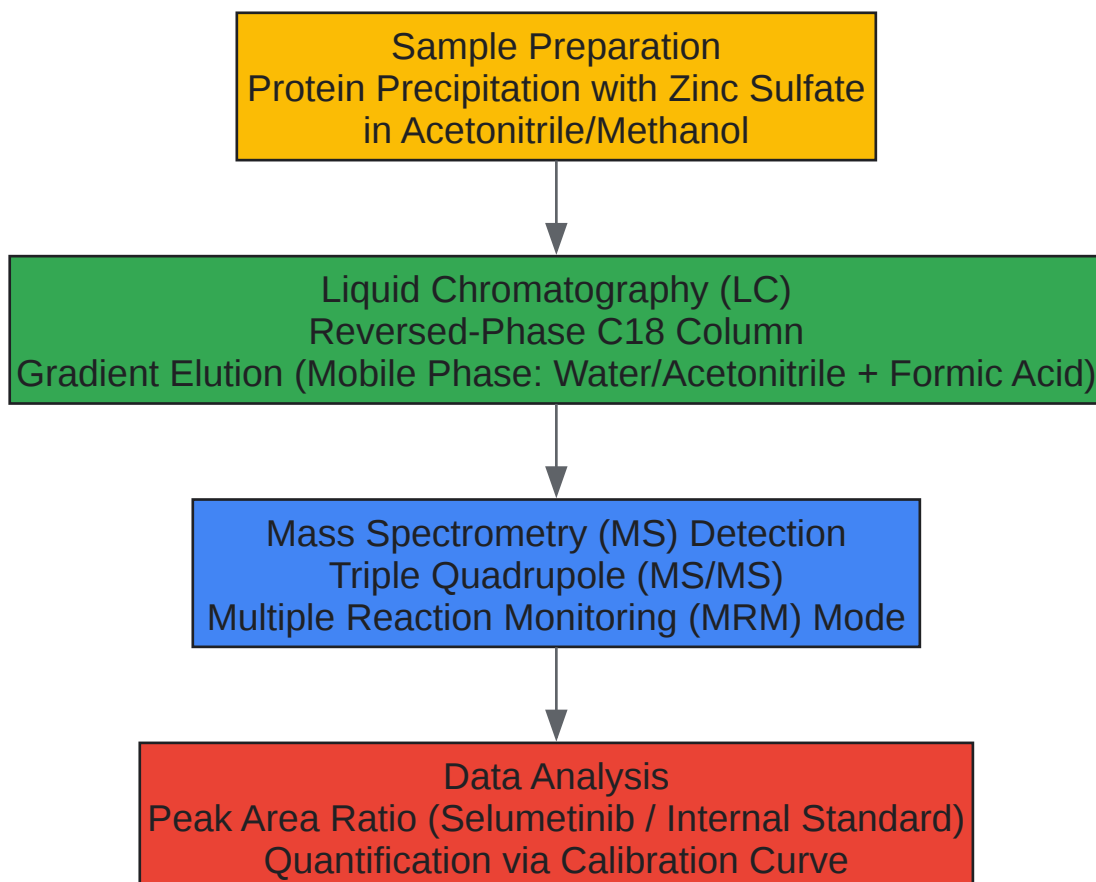 Sample Preparation
Protein Precipitation with Zinc Sulfate
in Acetonitrile/Methanol
Liquid Chromatography (LC)
Reversed-Phase C18 Column
Gradient Elution (Mobile Phase: Water/Acetonitrile + Formic Acid)
Mass Spectrometry (MS) Detection
Triple Quadrupole (MS/MS)
Multiple Reaction Monitoring (MRM) Mode
Data Analysis
Peak Area Ratio (Selumetinib / Internal Standard)
Quantification via Calibration Curve